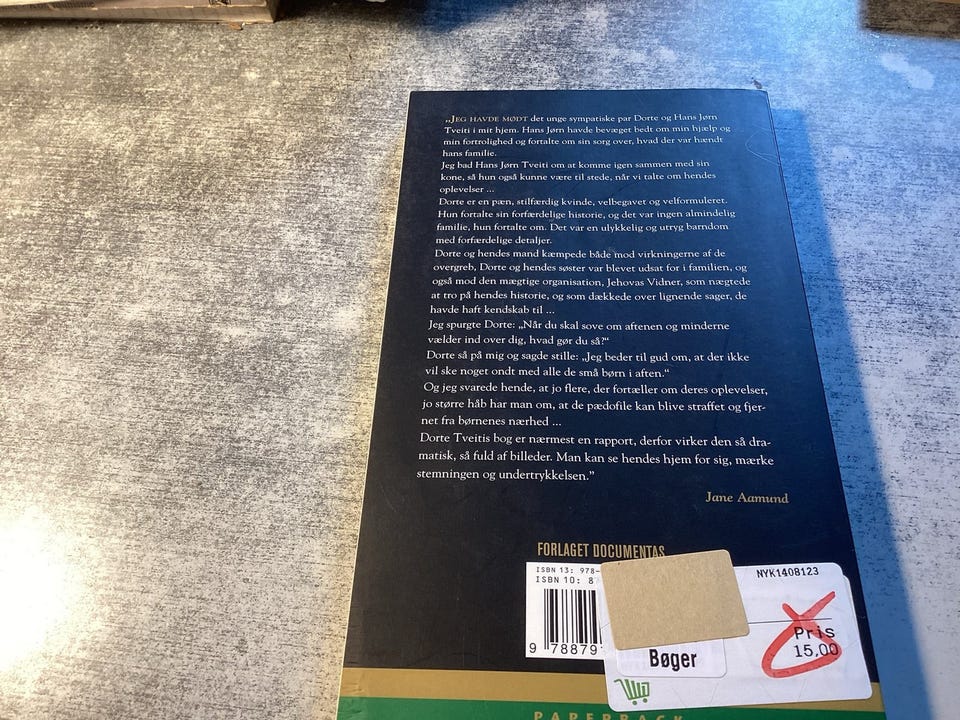 „JEG HAVDE MØDT det unge sympatiske par Dorte og Hans Jørn
Tveiti i mit hjem. Hans Jørn havde bevæget bedt om min hjælp og
min fortrolighed og fortalte om sin sorg over, hvad der var hændt
hans familie.
Jeg bad Hans Jørn Tveiti om at komme igen sammen med sin
kone, så hun også kunne være til stede, når vi talte om hendes
oplevelser ...
Dorte er en pæn, stilfærdig kvinde, velbegavet og velformuleret.
Hun fortalte sin forfærdelige historie, og det var ingen almindelig
familie, hun fortalte om. Det var en ulykkelig og utryg barndom
med forfærdelige detaljer.
Dorte og hendes mand kæmpede både mod virkningerne af de
overgreb, Dorte og hendes søster var blevet udsat for i familien, og
også mod den mægtige organisation, Jehovas Vidner, som nægtede
at tro på hendes historie, og som dækkede over lignende sager, de
havde haft kendskab til ...
Jeg spurgte Dorte: „Når du skal sove om aftenen og minderne
vælder ind over dig, hvad gør du så?“
Dorte så på mig og sagde stille: „Jeg beder til gud om, at der ikke
vil ske noget ondt med alle de små børn i aften.“
Og jeg svarede hende, at jo flere, der fortæller om deres oplevelser,
jo større håb har man om, at de pædofile kan blive straffet og fjer-
net fra børnenes nærhed ...
Dorte Tveitis bog er nærmest en rapport, derfor virker den så dra-
matisk, så fuld af billeder. Man kan se hendes hjem for sig, mærke
stemningen og undertrykkelsen.”
Jane Aamund
FORLAGET DOCUMENTAS
ISBN 13: 978-
ISBN 10: 8
9 78879
NYK1408123
Pris
15,00
Bøger
PAPERBACK